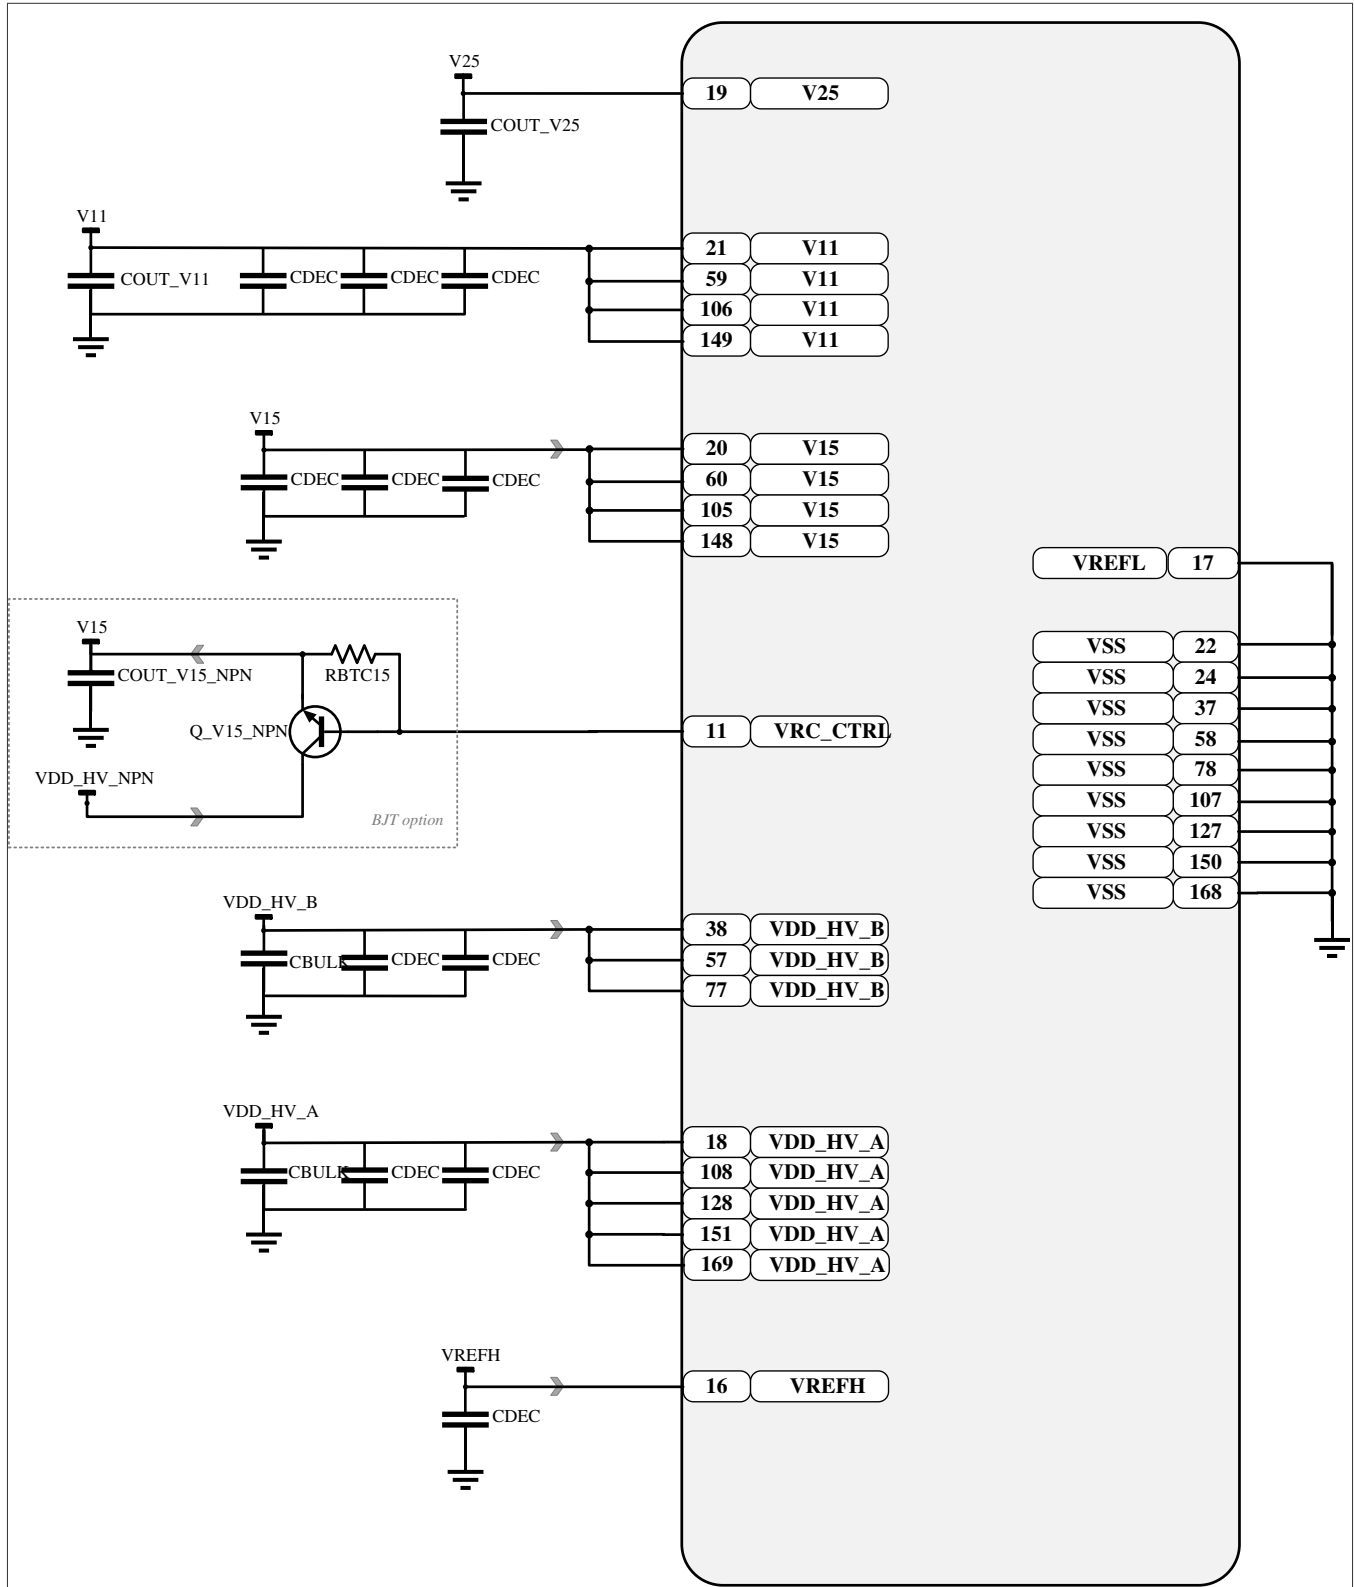 V25
19 V25
COUT_V25
V11
21 V11
COUT_V11 CDEC CDEC CDEC
59 V11
106 V11
149 V11
V15
20 V15
CDEC CDEC CDEC
60 V15
105 V15
148 V15
VREFL 17
V15
COUT_V15_NPN
RBTC15
Q_V15_NPN
VDD_HV_NPN
BJT option
11 VRC_CTRL
VSS 22
VSS 24
VSS 37
VSS 58
VSS 78
VSS 107
VSS 127
VSS 150
VSS 168
VDD_HV_B
38 VDD_HV_B
CBULK CDEC CDEC
57 VDD_HV_B
77 VDD_HV_B
VDD_HV_A
18 VDD_HV_A
CBULK CDEC CDEC
108 VDD_HV_A
128 VDD_HV_A
151 VDD_HV_A
169 VDD_HV_A
VREFH
16 VREFH
CDEC